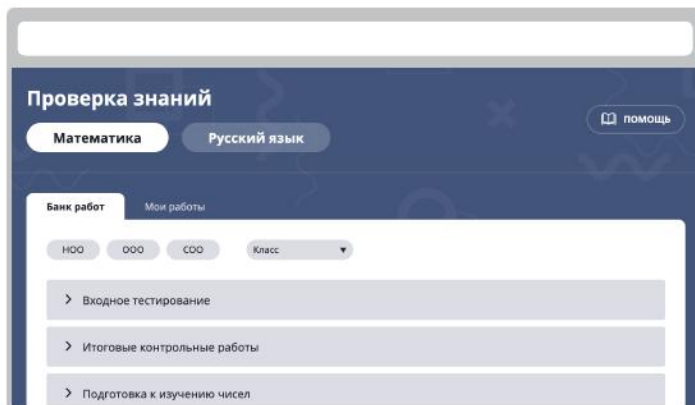 Проверка знаний
помощь
Математика Русский язык
Банк работ Мои работы
НОО ООО СОО Класс
Входное тестирование
Итоговые контрольные работы
Подготовка к изучению чисел